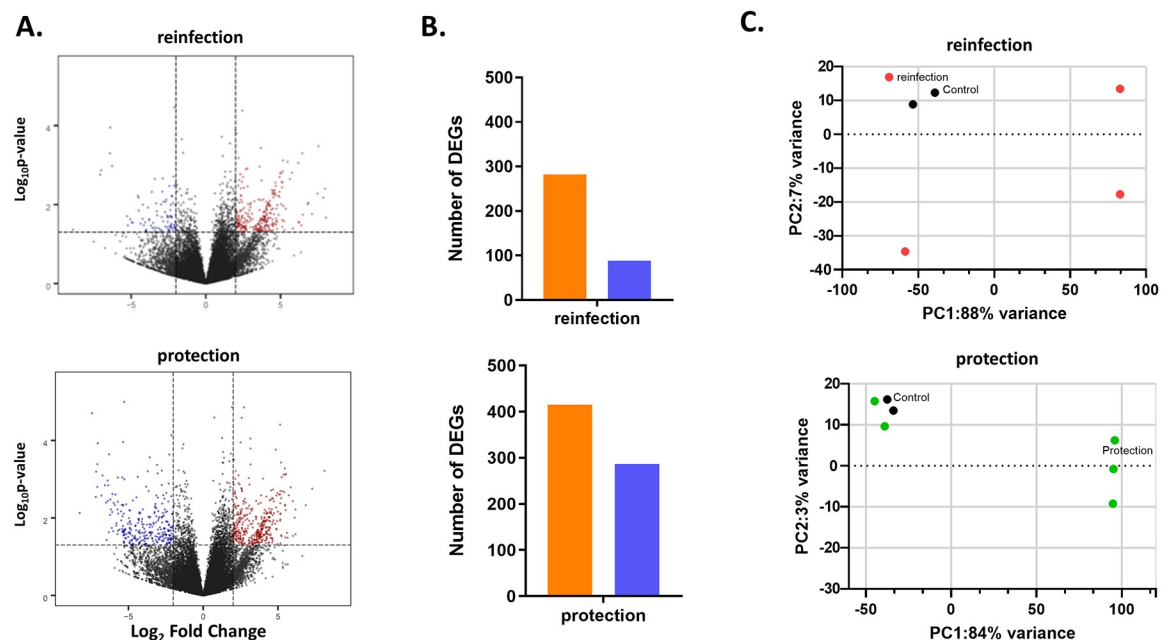 A.
B.
C.
reinfection
Log10p-value
4
2
0
-5
0
5
Number of DEGs
500
400
300
200
100
0
reinfection
reinfection
PC2:7% variance
20
10
0
-10
-20
-30
-40
reinfection
Control
-100
-50
0
50
100
PC1:88% variance
protection
Log10p-value
4
2
0
-5
0
5
Log2 Fold Change
Number of DEGs
500
400
300
200
100
0
protection
protection
PC2:3% variance
20
10
0
-10
-20
-30
Control
Protection
-50
0
50
100
PC1:84% variance